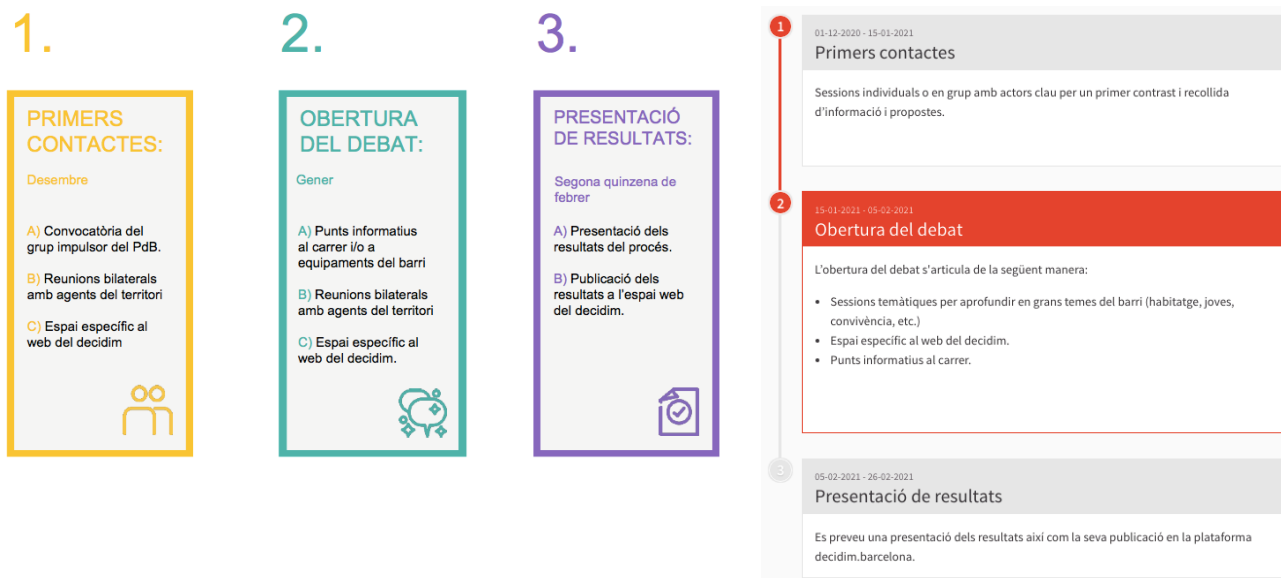 1.
PRIMERS
CONTACTES:
Desembre
A) Convocatòria del
grup impulsor del PdB.
B) Reunions bilaterals
amb agents del territori
C) Espai específic al
web del decidim
2.
OBERTURA
DEL DEBAT:
Gener
A) Punts informatius
al carrer i/o a
equipaments del barri
B) Reunions bilaterals
amb agents del territori
C) Espai específic al
web del decidim.
3.
PRESENTACIÓ
DE RESULTATS:
Segona quinzena de
febrer
A) Presentació dels
resultats del procés.
B) Publicació dels
resultats a l'espai web
del decidim.
1
01-12-2020 - 15-01-2021
Primers contactes
Sessions individuals o en grup amb actors clau per un primer contrast i recollida
d'informació i propostes.
2
15-01-2021 - 05-02-2021
Obertura del debat
L'obertura del debat s'articula de la següent manera:
• Sessions temàtiques per aprofundir en grans temes del barri (habitatge, joves,
convivència, etc.)
• Espai específic al web del decidim.
• Punts informatius al carrer.
3
05-02-2021 - 26-02-2021
Presentació de resultats
Es preveu una presentació dels resultats així com la seva publicació en la plataforma
decidim.barcelona.